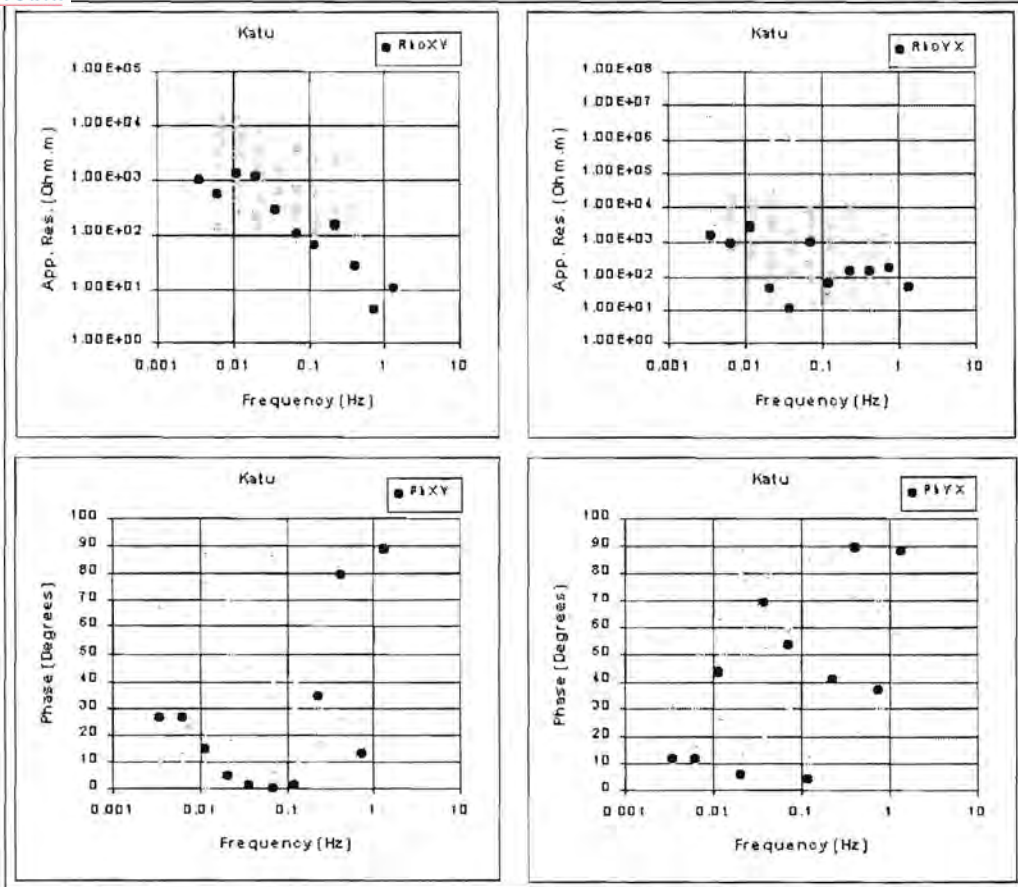 Katu
RhoXY
1.00E+05
1.00E+04
1.00E+03
1.00E+02
1.00E+01
1.00E+00
App. Res. (Ohm.m)
0.001 0.01 0.1 1 10
Frequency (Hz)
Katu
RhoYX
1.00E+08
1.00E+07
1.00E+06
1.00E+05
1.00E+04
1.00E+03
1.00E+02
1.00E+01
1.00E+00
App. Res. (Ohm.m)
0.001 0.01 0.1 1 10
Frequency (Hz)
Katu
PhXY
100
90
80
70
60
50
40
30
20
10
0
Phase (Degrees)
0.001 0.01 0.1 1 10
Frequency (Hz)
Katu
PhYX
100
90
80
70
60
50
40
30
20
10
0
Phase (Degrees)
0.001 0.01 0.1 1 10
Frequency (Hz)